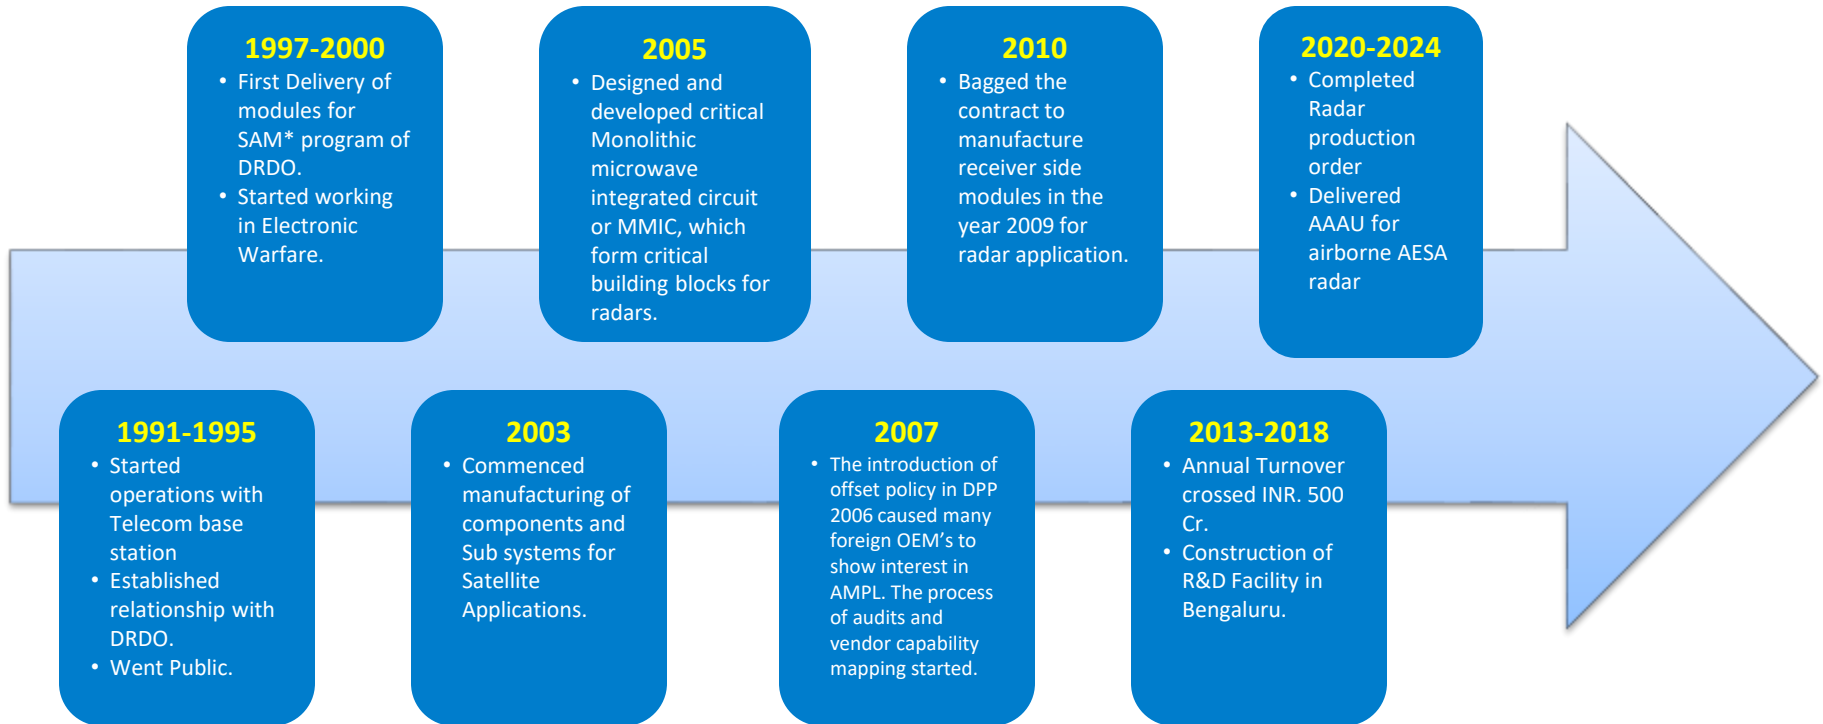 1997-2000
• First Delivery of
modules for
SAM* program of
DRDO.
• Started working
in Electronic
Warfare.
2005
• Designed and
developed critical
Monolithic
microwave
integrated circuit
or MMIC, which
form critical
building blocks for
radars.
2010
• Bagged the
contract to
manufacture
receiver side
modules in the
year 2009 for
radar application.
2020-2024
• Completed
Radar
production
order
• Delivered
AAAU for
airborne AESA
radar
1991-1995
• Started
operations with
Telecom base
station
• Established
relationship with
DRDO.
• Went Public.
2003
• Commenced
manufacturing of
components and
Sub systems for
Satellite
Applications.
2007
• The introduction of
offset policy in DPP
2006 caused many
foreign OEM’s to
show interest in
AMPL. The process
of audits and
vendor capability
mapping started.
2013-2018
• Annual Turnover
crossed INR. 500
Cr.
• Construction of
R&D Facility in
Bengaluru.